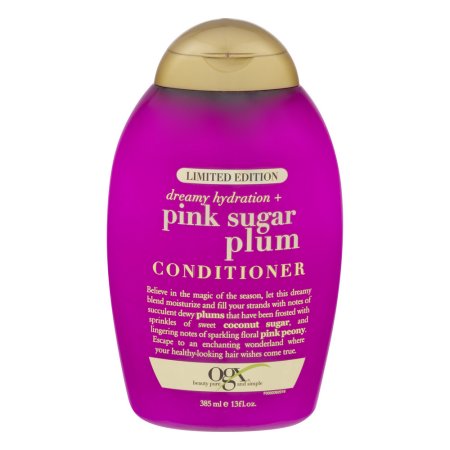 LIMITED EDITION
dreamy hydration +
pink sugar
plum
CONDITIONER
Believe in the magic of the season, let this dreamy
blend moisturize and fill your strands with notes of
succulent dewy plums that have been frosted with
sprinkles of sweet coconut sugar, and
lingering notes of sparkling floral pink peony.
Escape to an enchanting wonderland where
your healthy-looking hair wishes come true.
ogx
beauty pure and simple
385 ml e 13fl.oz.